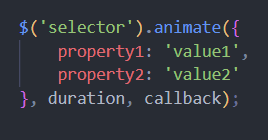 $('selector').animate({
    property1: 'value1',
    property2: 'value2'
}, duration, callback);